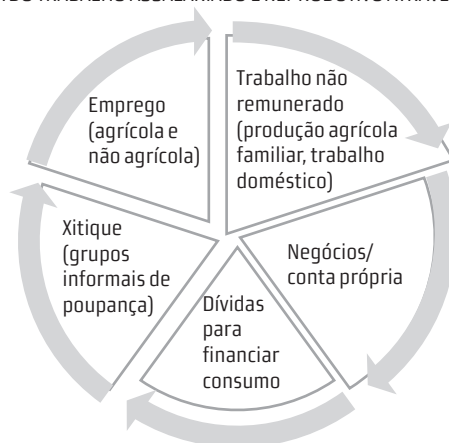 Emprego
(agrícola e
não agrícola)
Trabalho não
remunerado
(produção agrícola
familiar, trabalho
doméstico)
Negócios/
conta própria
Dívidas
para
financiar
consumo
Xitique
(grupos
informais de
poupança)